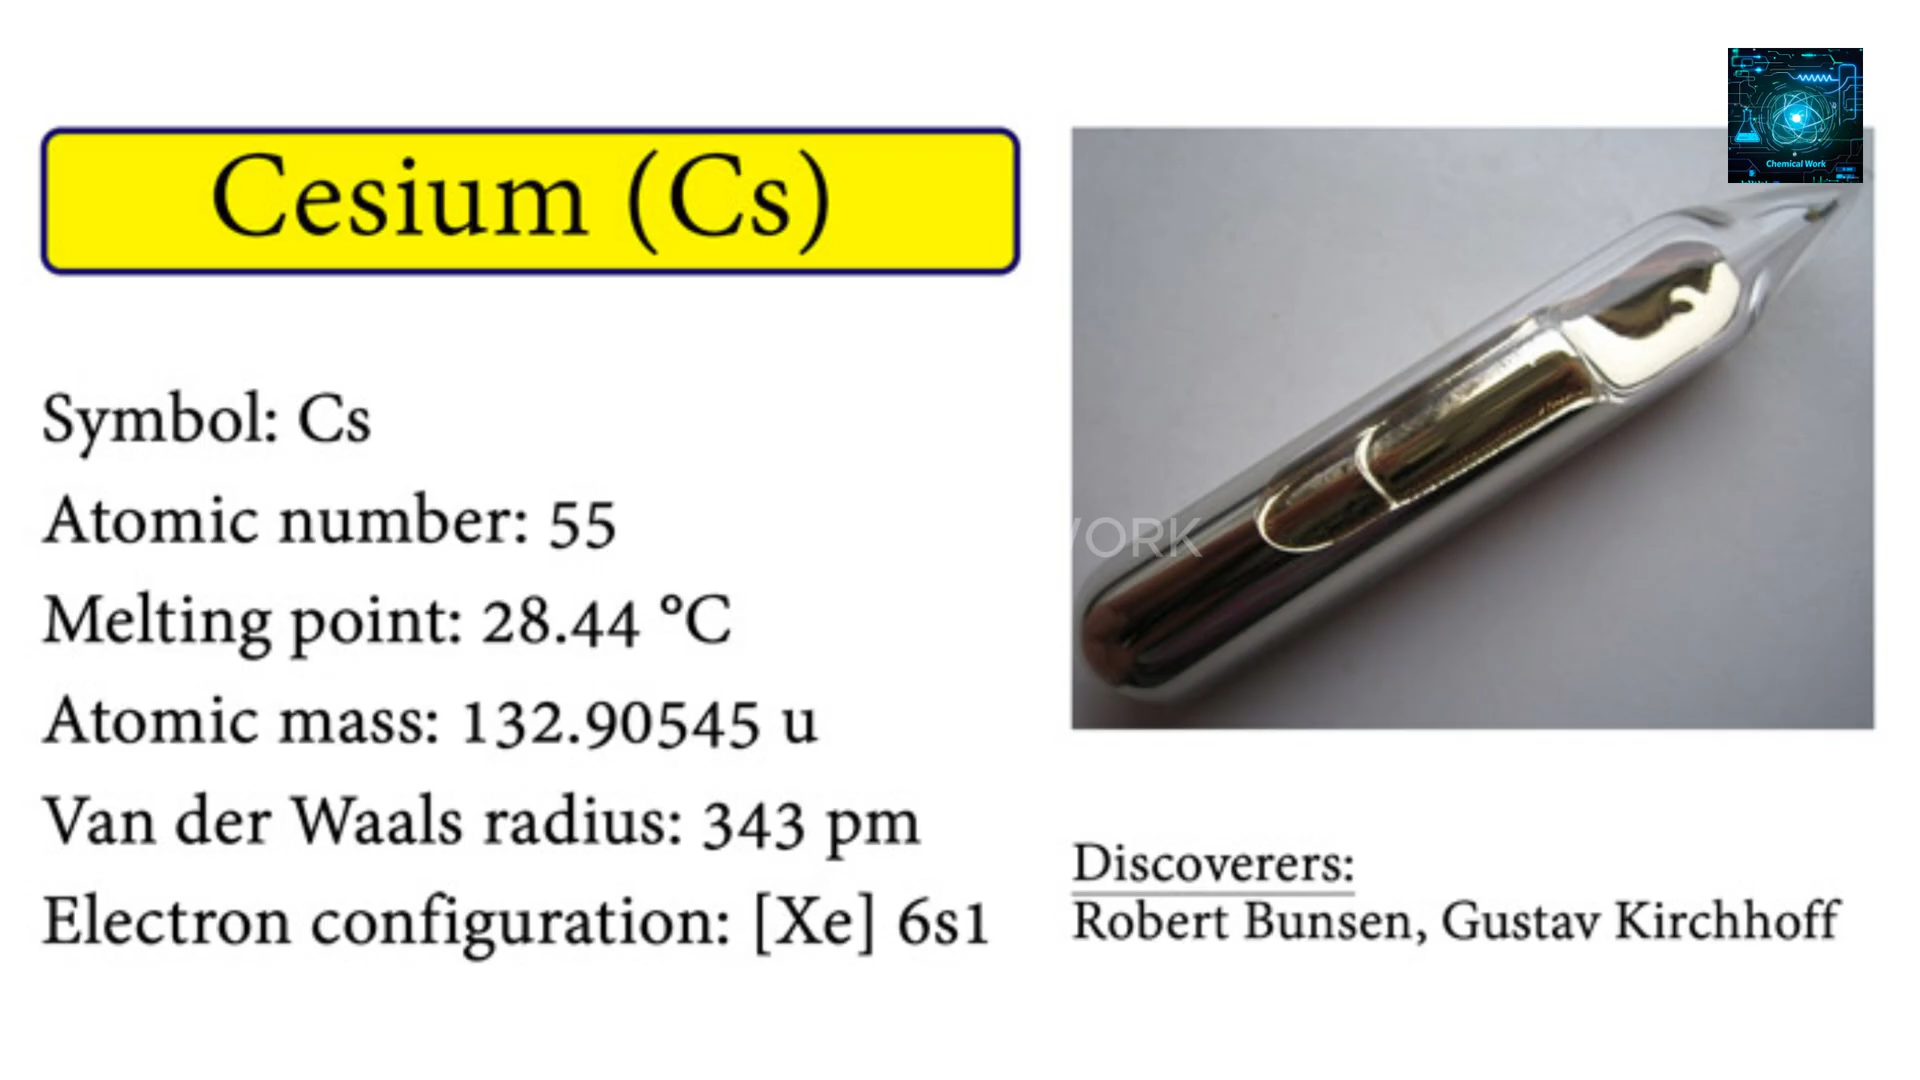 Cesium (Cs)
Symbol: Cs
Atomic number: 55
Melting point: 28.44 °C
Atomic mass: 132.90545 u
Van der Waals radius: 343 pm
Electron configuration: [Xe] 6s1
Chemical Work
ORK
Discoverers:
Robert Bunsen, Gustav Kirchhoff